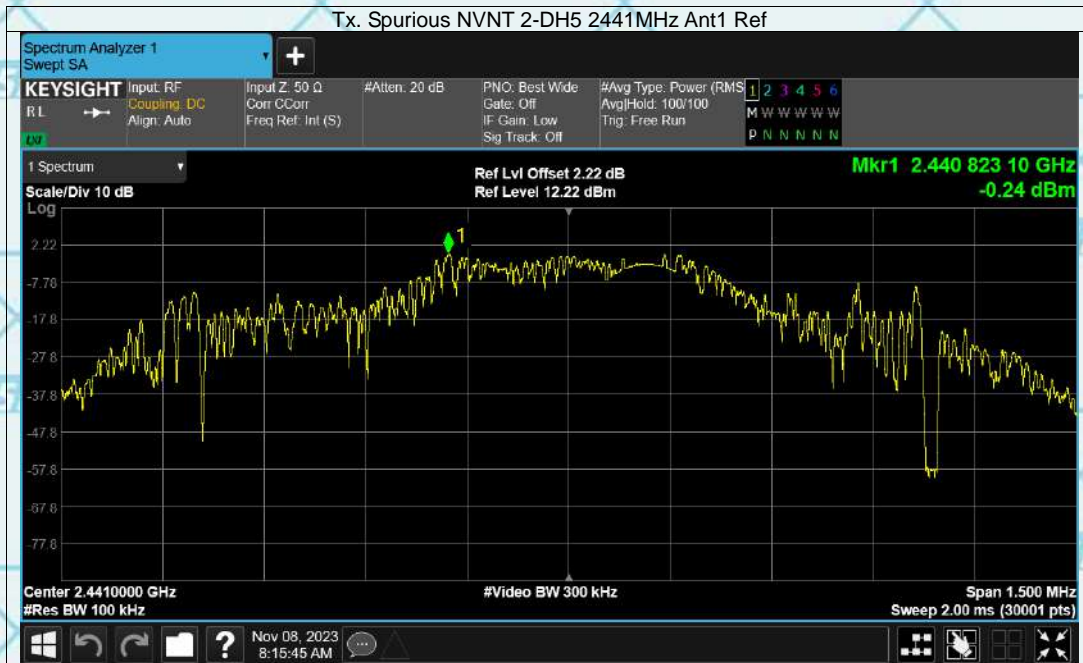 Tx. Spurious NVNT 2-DH5 2441MHz Ant1 Ref
Spectrum Analyzer 1
Swept SA
+
KEYSIGHT
RL
LXI
Input: RF
Coupling: DC
Align: Auto
Input Z: 50 Ω
Corr CCorr
Freq Ref: Int (S)
#Atten: 20 dB
PNO: Best Wide
Gate: Off
IF Gain: Low
Sig Track: Off
#Avg Type: Power (RMS
Avg|Hold: 100/100
Trig: Free Run
1 2 3 4 5 6
M W W W W W
P N N N N N
1 Spectrum
Scale/Div 10 dB
Ref Lvl Offset 2.22 dB
Ref Level 12.22 dBm
Mkr1 2.440 823 10 GHz
-0.24 dBm
Log
1
2.22
-7.78
-17.8
-27.8
-37.8
-47.8
-57.8
-67.8
-77.8
Center 2.4410000 GHz
#Res BW 100 kHz
#Video BW 300 kHz
Span 1.500 MHz
Sweep 2.00 ms (30001 pts)
?
Nov 08, 2023
8:15:45 AM